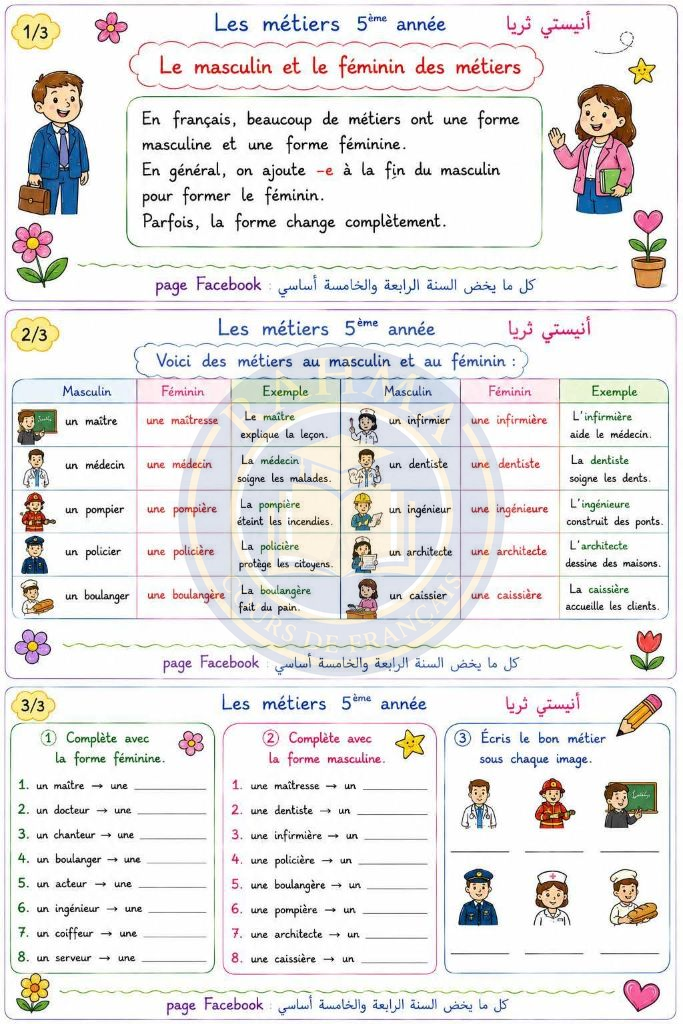 1/3
Les métiers 5ème année
أنيستي ثريا
Le masculin et le féminin des métiers
En français, beaucoup de métiers ont une forme
masculine et une forme féminine.
En général, on ajoute -e à la fin du masculin
pour former le féminin.
Parfois, la forme change complètement.
page Facebook : كل ما يخص السنة الرابعة والخامسة أساسي
2/3
Les métiers 5ème année
أنيستي ثريا
Voici des métiers au masculin et au féminin :
Masculin Féminin Exemple Masculin Féminin Exemple
un maître une maîtresse Le maître explique la leçon. un infirmier une infirmière L'infirmière aide le médecin.
un médecin une médecin La médecin soigne les malades. un dentiste une dentiste La dentiste soigne les dents.
un pompier une pompière La pompière éteint les incendies. un ingénieur une ingénieure L'ingénieure construit des ponts.
un policier une policière La policière protège les citoyens. un architecte une architecte L'architecte dessine des maisons.
un boulanger une boulangère La boulangère fait du pain. un caissier une caissière La caissière accueille les clients.
COURS DE FRANÇAIS
page Facebook : كل ما يخص السنة الرابعة والخامسة أساسي
3/3
Les métiers 5ème année
أنيستي ثريا
1 Complète avec
la forme féminine.
1. un maître → une
2. un docteur → une
3. un chanteur → une
4. un boulanger → une
5. un acteur → une
6. un ingénieur → une
7. un coiffeur → une
8. un serveur → une
2 Complète avec
la forme masculine.
1. une maîtresse → un
2. une dentiste → un
3. une infirmière → un
4. une policière → un
5. une boulangère → un
6. une pompière → un
7. une architecte → un
8. une caissière → un
3 Écris le bon métier
sous chaque image.
page Facebook : كل ما يخص السنة الرابعة والخامسة أساسي